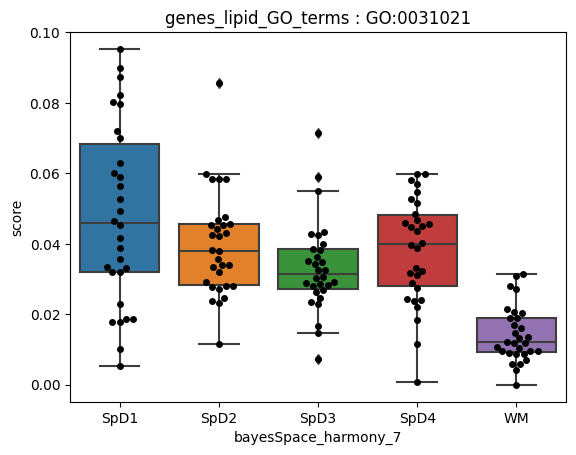 genes_lipid_GO_terms : GO:0031021
0.10
0.08
0.06
0.04
0.02
0.00
score
SpD1 SpD2 SpD3 SpD4 WM
bayesSpace_harmony_7